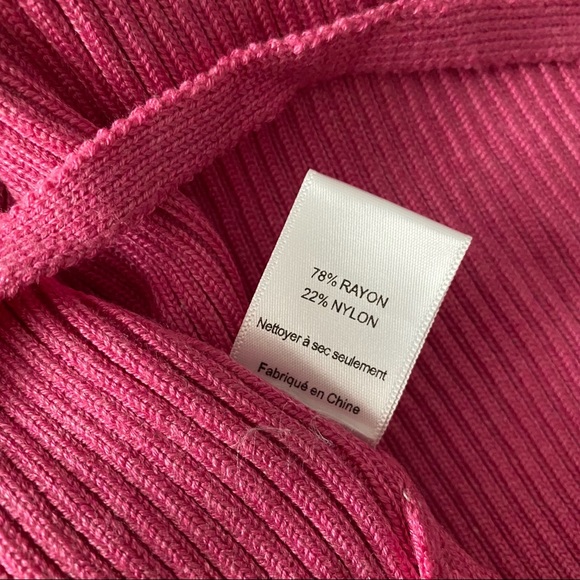 78% RAYON
22% NYLON
Nettoyer à sec seulement
Fabriqué en Chine